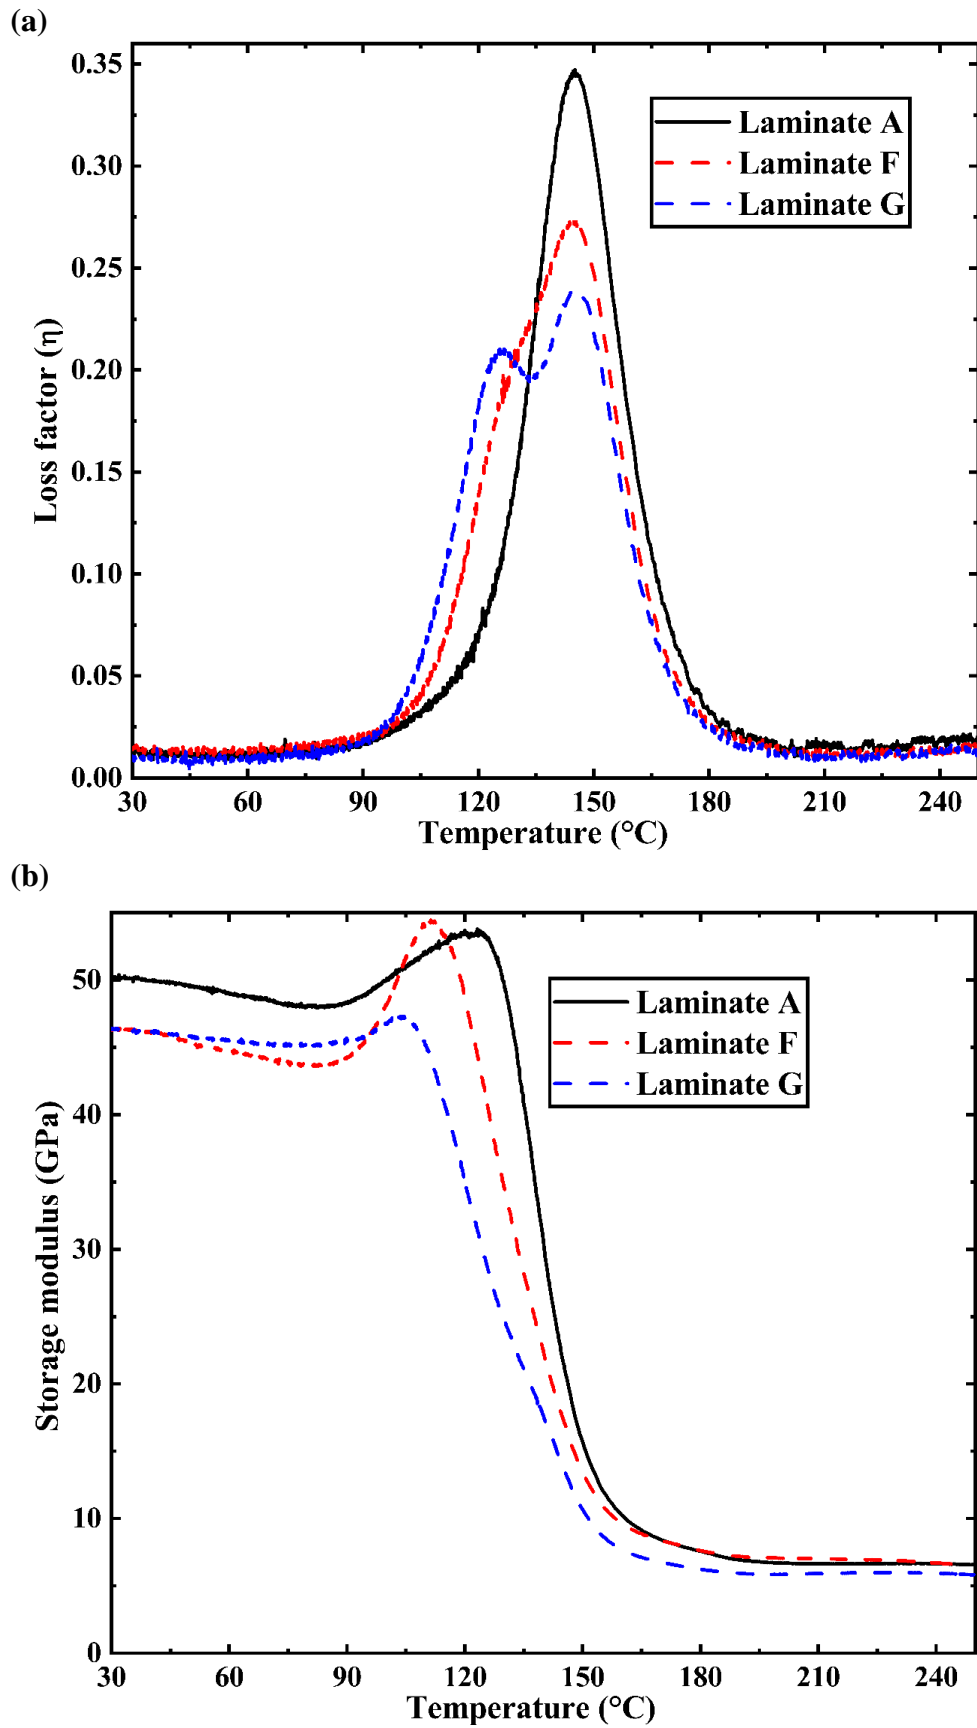 (a)
0.35
0.30
0.25
0.20
0.15
0.10
0.05
0.00
Loss factor (η)
Laminate A
Laminate F
Laminate G
30 60 90 120 150 180 210 240
Temperature (°C)
(b)
50
40
30
20
10
0
Storage modulus (GPa)
Laminate A
Laminate F
Laminate G
30 60 90 120 150 180 210 240
Temperature (°C)